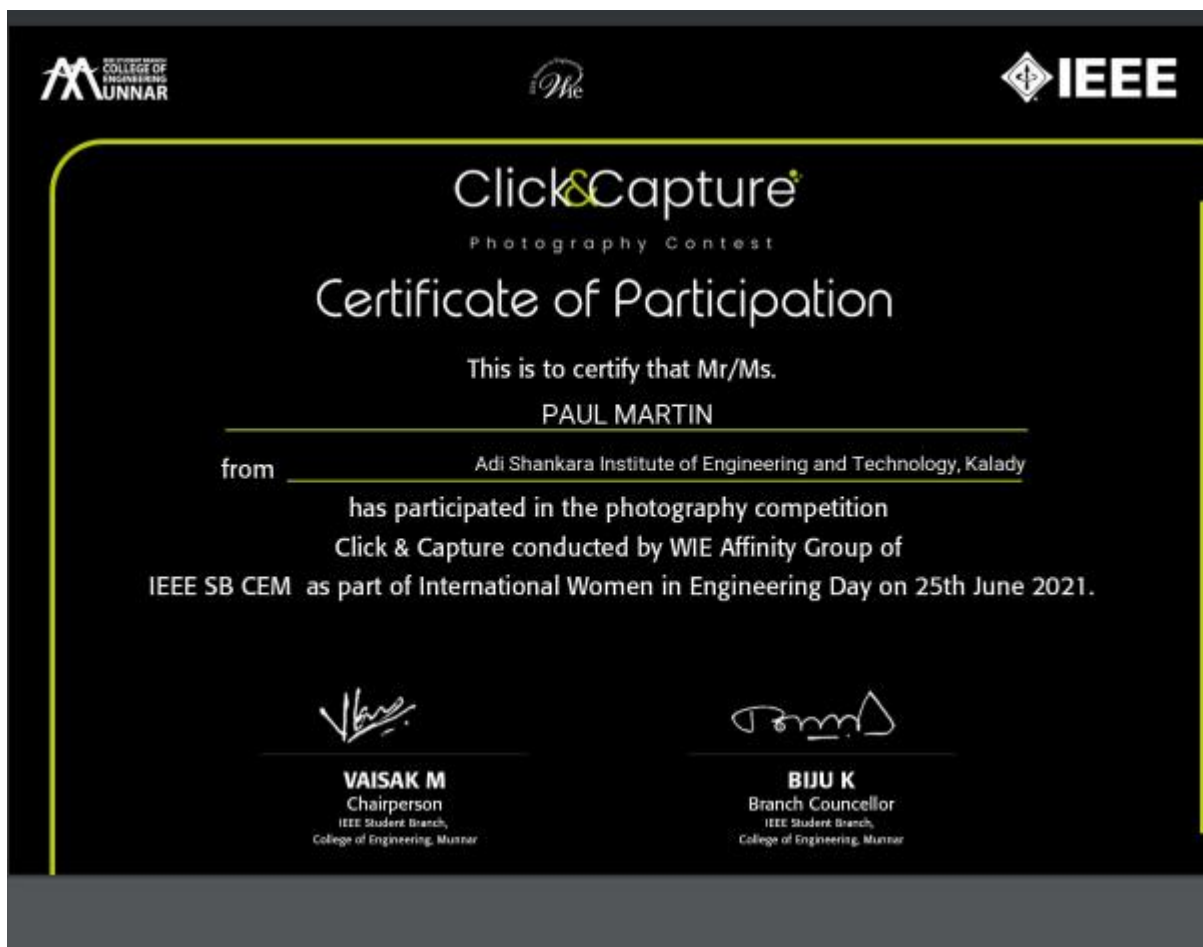 IEEE STUDENT BRANCH
COLLEGE OF
ENGINEERING
MUNNAR
WIE
IEEE
Click&Capture
Photography Contest
Certificate of Participation
This is to certify that Mr/Ms.
PAUL MARTIN
from Adi Shankara Institute of Engineering and Technology, Kalady
has participated in the photography competition
Click & Capture conducted by WIE Affinity Group of
IEEE SB CEM as part of International Women in Engineering Day on 25th June 2021.
VAISAK M
Chairperson
IEEE Student Branch,
College of Engineering, Munnar
BIJU K
Branch Councellor
IEEE Student Branch,
College of Engineering, Munnar